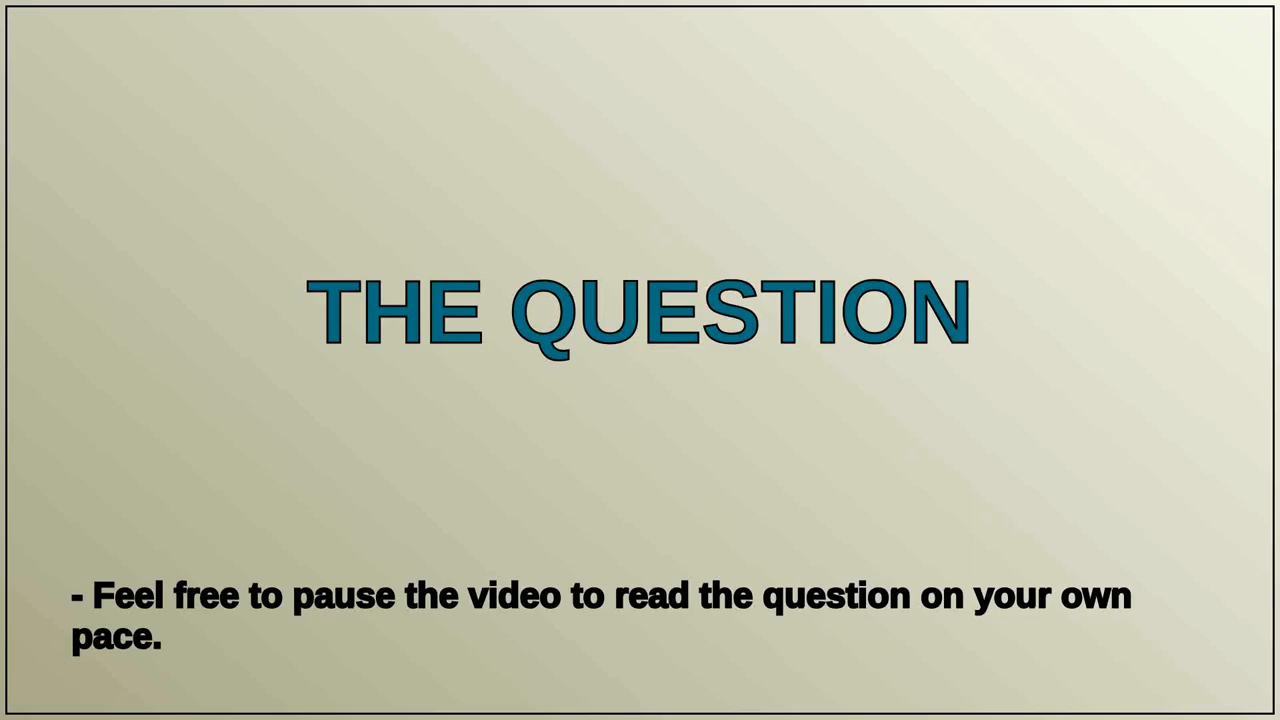 THE QUESTION
- Feel free to pause the video to read the question on your own
pace.